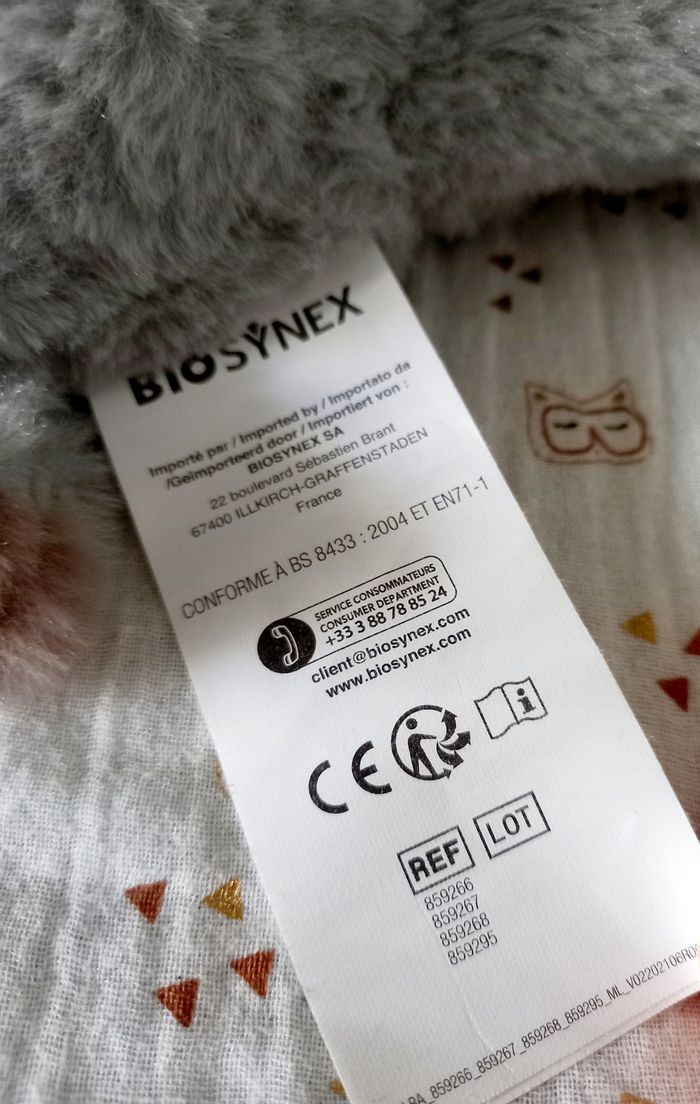 BIOSYNEX
Importé par / Imported by / Importato da
/Geïmporteerd door / Importiert von :
BIOSYNEX SA
22 boulevard Sébastien Brant
67400 ILLKIRCH-GRAFFENSTADEN
France
CONFORME À BS 8433 : 2004 ET EN71-1
SERVICE CONSOMMATEURS
CONSUMER DEPARTMENT
+33 3 88 78 85 24
client@biosynex.com
www.biosynex.com
CE
REF LOT
859266
859267
859268
859295
859266_859267_859268_859295_ML_V02202106R0